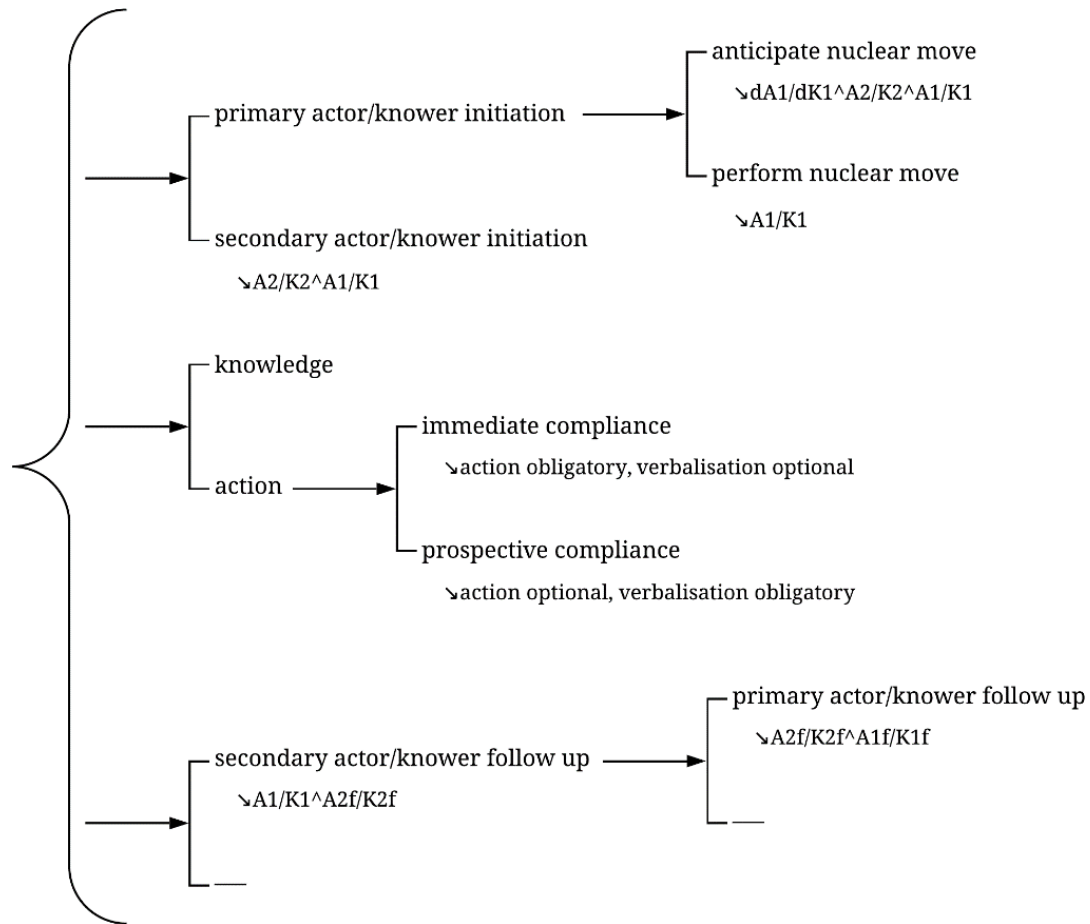 anticipate nuclear move
↘dA1/dK1^A2/K2^A1/K1
primary actor/knower initiation
perform nuclear move
↘A1/K1
secondary actor/knower initiation
↘A2/K2^A1/K1
knowledge
immediate compliance
↘action obligatory, verbalisation optional
action
prospective compliance
↘action optional, verbalisation obligatory
primary actor/knower follow up
↘A2f/K2f^A1f/K1f
secondary actor/knower follow up
↘A1/K1^A2f/K2f
—
—